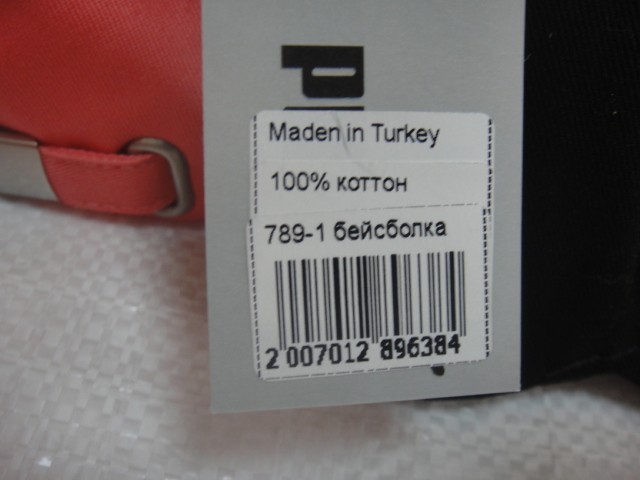 Maden in Turkey
100% коттон
789-1 бейсболка
2 007012 896384